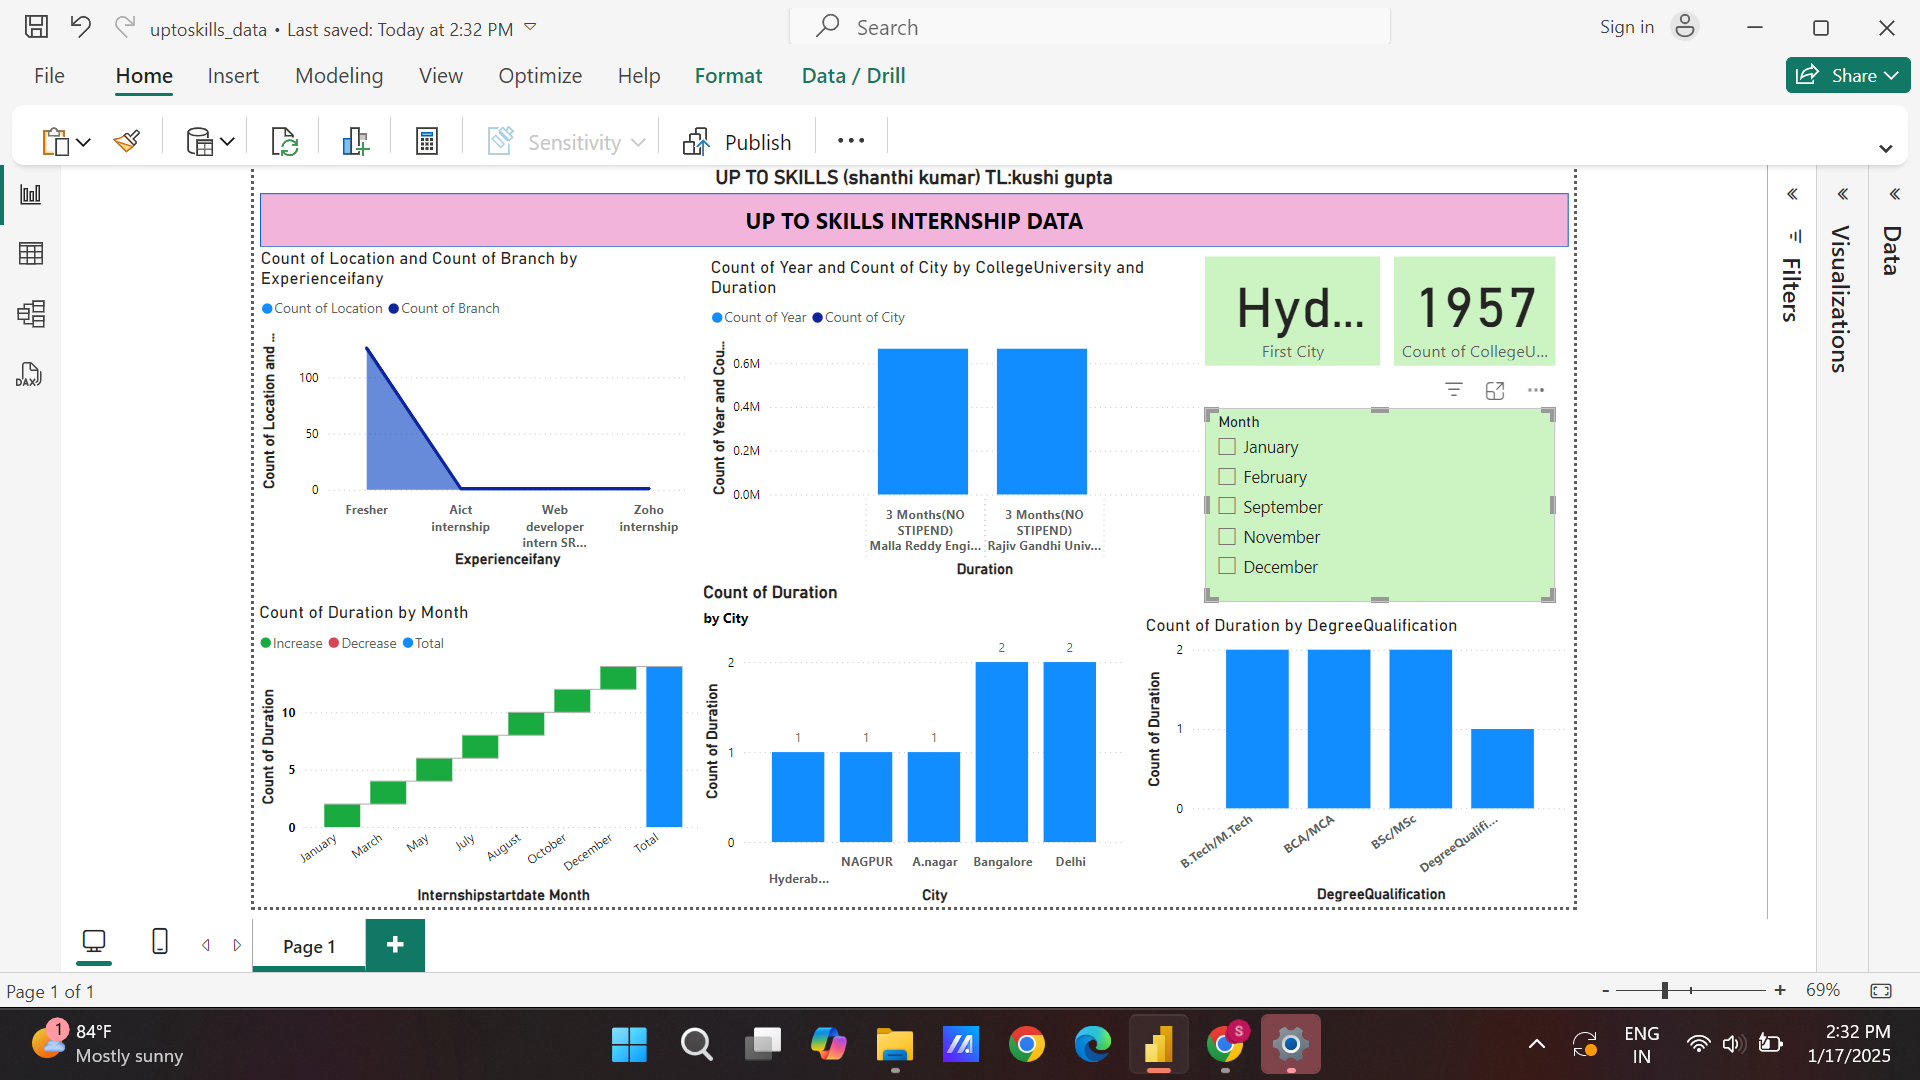 uptoskills_data • Last saved: Today at 2:32 PM
Search
Sign in
File
Home
Insert
Modeling
View
Optimize
Help
Format
Data / Drill
Share
Sensitivity
Publish
UP TO SKILLS (shanthi kumar) TL:kushi gupta
UP TO SKILLS INTERNSHIP DATA
Count of Location and Count of Branch by
Experienceifany
Count of Location
Count of Branch
Count of Location and ...
100
50
0
Fresher
Aict
internship
Web
developer
intern SR...
Zoho
internship
Experienceifany
Count of Year and Count of City by CollegeUniversity and
Duration
Count of Year
Count of City
Count of Year and Cou...
0.6M
0.4M
0.2M
0.0M
3 Months(NO
STIPEND)
Malla Reddy Engi...
3 Months(NO
STIPEND)
Rajiv Gandhi Univ...
Duration
Hyd...
First City
1957
Count of CollegeU...
Month
January
February
September
November
December
Filters
Visualizations
Data
DAX
Count of Duration by Month
Increase
Decrease
Total
Count of Duration
10
5
0
January
March
May
July
August
October
December
Total
Internshipstartdate Month
Count of Duration
by City
Count of Duration
2
1
0
1
1
1
2
2
Hyderab...
NAGPUR
A.nagar
Bangalore
Delhi
City
Count of Duration by DegreeQualification
Count of Duration
2
1
0
B.Tech/M.Tech
BCA/MCA
BSc/MSc
DegreeQualifi...
DegreeQualification
Page 1
Page 1 of 1
69%
1
84°F
Mostly sunny
S
ENG
IN
2:32 PM
1/17/2025